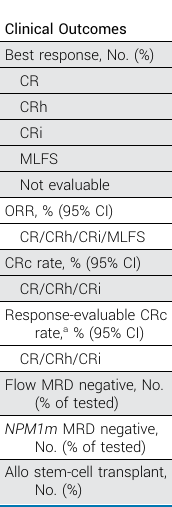 Clinical Outcomes
Best response, No. (%)
CR
CRh
CRi
MLFS
Not evaluable
ORR, % (95% CI)
CR/CRh/CRi/MLFS
CRc rate, % (95% CI)
CR/CRh/CRi
Response-evaluable CRc
rate,ª % (95% CI)
CR/CRh/CRi
Flow MRD negative, No.
(% of tested)
NPM1m MRD negative,
No. (% of tested)
Allo stem-cell transplant,
No. (%)